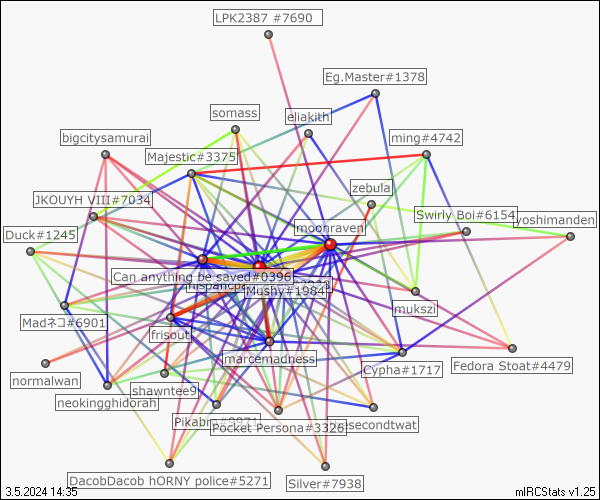 LPK2387 #7690
Eg.Master#1378
somass
eliakith
bigcitysamurai
ming#4742
Majestic#3375
zebula
JKOUYH VIII#7034
Swirly Boi#6154
yoshimanden
moonraven
Duck#1245
Can anything be saved#0396
Mushy#1984
mukszi
Madネコ#6901
frisout
marcemadness
Cypha#1717
Fedora Stoat#4479
normalwan
shawntee9
neokingghidorah
Pocket Persona#3326
DacobDacob hORNY police#5271
Silver#7938
3.5.2024 14:35
mIRCStats v1.25